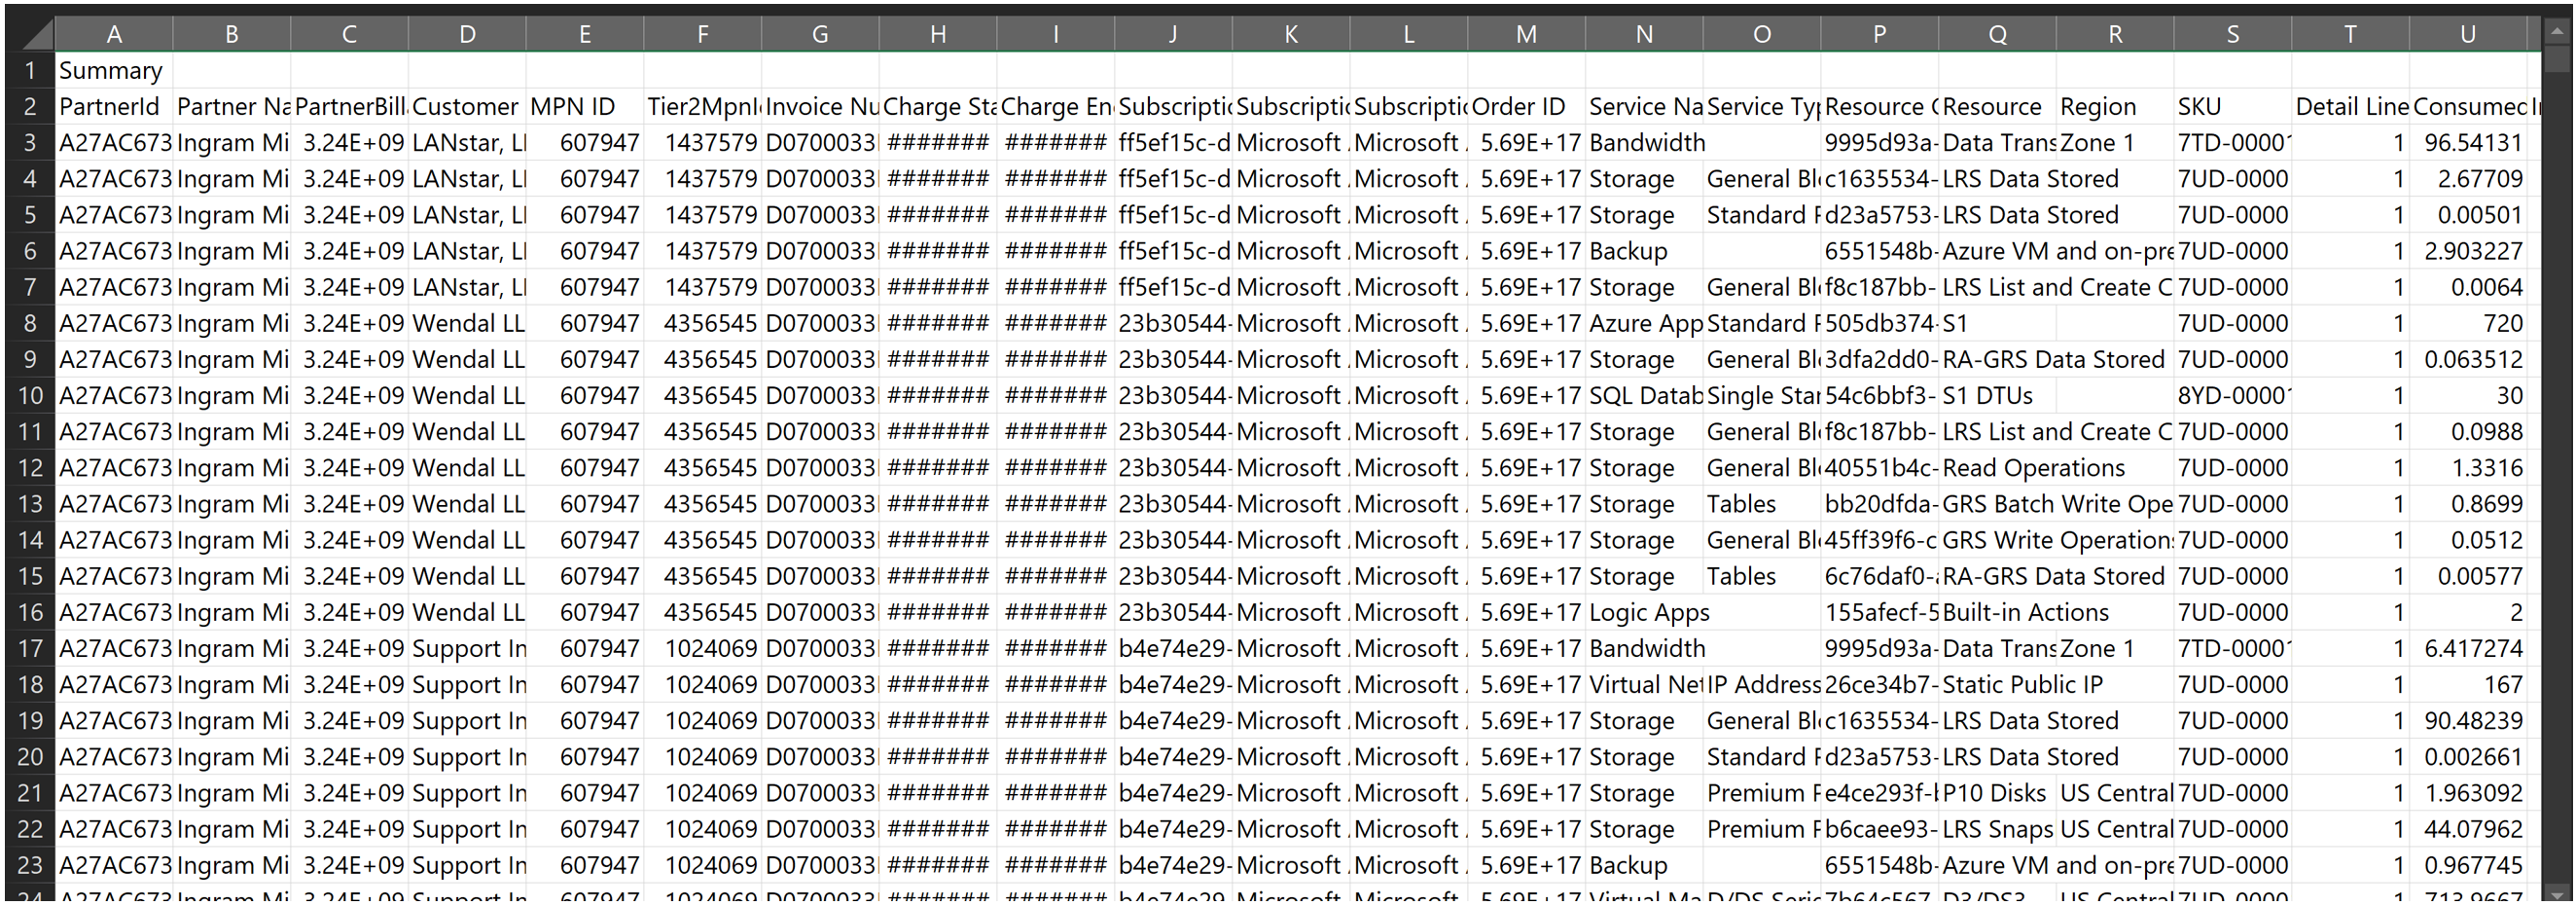 A B C D E F G H I J K L M N O P Q R S T U
1 Summary
2 PartnerId Partner Na PartnerBill Customer MPN ID Tier2MpnI Invoice Nu Charge Sta Charge En Subscriptio Subscriptio Subscriptio Order ID Service Na Service Typ Resource Resource Region SKU Detail Line Consumed
3 A27AC673 Ingram Mi 3.24E+09 LANstar, Ll 607947 1437579 D0700033 ####### ####### ff5ef15c-d Microsoft Microsoft 5.69E+17 Bandwidth 9995d93a- Data Trans Zone 1 7TD-0000 1 96.54131
4 A27AC673 Ingram Mi 3.24E+09 LANstar, Ll 607947 1437579 D0700033 ####### ####### ff5ef15c-d Microsoft Microsoft 5.69E+17 Storage General Bl c1635534- LRS Data Stored 7UD-0000 1 2.67709
5 A27AC673 Ingram Mi 3.24E+09 LANstar, Ll 607947 1437579 D0700033 ####### ####### ff5ef15c-d Microsoft Microsoft 5.69E+17 Storage Standard d23a5753- LRS Data Stored 7UD-0000 1 0.00501
6 A27AC673 Ingram Mi 3.24E+09 LANstar, Ll 607947 1437579 D0700033 ####### ####### ff5ef15c-d Microsoft Microsoft 5.69E+17 Backup 6551548b- Azure VM and on-pre 7UD-0000 1 2.903227
7 A27AC673 Ingram Mi 3.24E+09 LANstar, Ll 607947 1437579 D0700033 ####### ####### ff5ef15c-d Microsoft Microsoft 5.69E+17 Storage General Bl f8c187bb- LRS List and Create C 7UD-0000 1 0.0064
8 A27AC673 Ingram Mi 3.24E+09 Wendal LL 607947 4356545 D0700033 ####### ####### 23b30544- Microsoft Microsoft 5.69E+17 Azure App Standard 505db374- S1 7UD-0000 1 720
9 A27AC673 Ingram Mi 3.24E+09 Wendal LL 607947 4356545 D0700033 ####### ####### 23b30544- Microsoft Microsoft 5.69E+17 Storage General Bl 3dfa2dd0- RA-GRS Data Stored 7UD-0000 1 0.063512
10 A27AC673 Ingram Mi 3.24E+09 Wendal LL 607947 4356545 D0700033 ####### ####### 23b30544- Microsoft Microsoft 5.69E+17 SQL Datab Single Star 54c6bbf3- S1 DTUs 8YD-0000 1 30
11 A27AC673 Ingram Mi 3.24E+09 Wendal LL 607947 4356545 D0700033 ####### ####### 23b30544- Microsoft Microsoft 5.69E+17 Storage General Bl f8c187bb- LRS List and Create C 7UD-0000 1 0.0988
12 A27AC673 Ingram Mi 3.24E+09 Wendal LL 607947 4356545 D0700033 ####### ####### 23b30544- Microsoft Microsoft 5.69E+17 Storage General Bl 40551b4c- Read Operations 7UD-0000 1 1.3316
13 A27AC673 Ingram Mi 3.24E+09 Wendal LL 607947 4356545 D0700033 ####### ####### 23b30544- Microsoft Microsoft 5.69E+17 Storage Tables bb20dfda- GRS Batch Write Ope 7UD-0000 1 0.8699
14 A27AC673 Ingram Mi 3.24E+09 Wendal LL 607947 4356545 D0700033 ####### ####### 23b30544- Microsoft Microsoft 5.69E+17 Storage General Bl 45ff39f6-c GRS Write Operation 7UD-0000 1 0.0512
15 A27AC673 Ingram Mi 3.24E+09 Wendal LL 607947 4356545 D0700033 ####### ####### 23b30544- Microsoft Microsoft 5.69E+17 Storage Tables 6c76daf0- RA-GRS Data Stored 7UD-0000 1 0.00577
16 A27AC673 Ingram Mi 3.24E+09 Wendal LL 607947 4356545 D0700033 ####### ####### 23b30544- Microsoft Microsoft 5.69E+17 Logic Apps 155afecf-5 Built-in Actions 7UD-0000 1 2
17 A27AC673 Ingram Mi 3.24E+09 Support In 607947 1024069 D0700033 ####### ####### b4e74e29- Microsoft Microsoft 5.69E+17 Bandwidth 9995d93a- Data Trans Zone 1 7TD-0000 1 6.417274
18 A27AC673 Ingram Mi 3.24E+09 Support In 607947 1024069 D0700033 ####### ####### b4e74e29- Microsoft Microsoft 5.69E+17 Virtual Net IP Address 26ce34b7- Static Public IP 7UD-0000 1 167
19 A27AC673 Ingram Mi 3.24E+09 Support In 607947 1024069 D0700033 ####### ####### b4e74e29- Microsoft Microsoft 5.69E+17 Storage General Bl c1635534- LRS Data Stored 7UD-0000 1 90.48239
20 A27AC673 Ingram Mi 3.24E+09 Support In 607947 1024069 D0700033 ####### ####### b4e74e29- Microsoft Microsoft 5.69E+17 Storage Standard d23a5753- LRS Data Stored 7UD-0000 1 0.002661
21 A27AC673 Ingram Mi 3.24E+09 Support In 607947 1024069 D0700033 ####### ####### b4e74e29- Microsoft Microsoft 5.69E+17 Storage Premium e4ce293f- P10 Disks US Central 7UD-0000 1 1.963092
22 A27AC673 Ingram Mi 3.24E+09 Support In 607947 1024069 D0700033 ####### ####### b4e74e29- Microsoft Microsoft 5.69E+17 Storage Premium b6caee93- LRS Snaps US Central 7UD-0000 1 44.07962
23 A27AC673 Ingram Mi 3.24E+09 Support In 607947 1024069 D0700033 ####### ####### b4e74e29- Microsoft Microsoft 5.69E+17 Backup 6551548b- Azure VM and on-pre 7UD-0000 1 0.967745